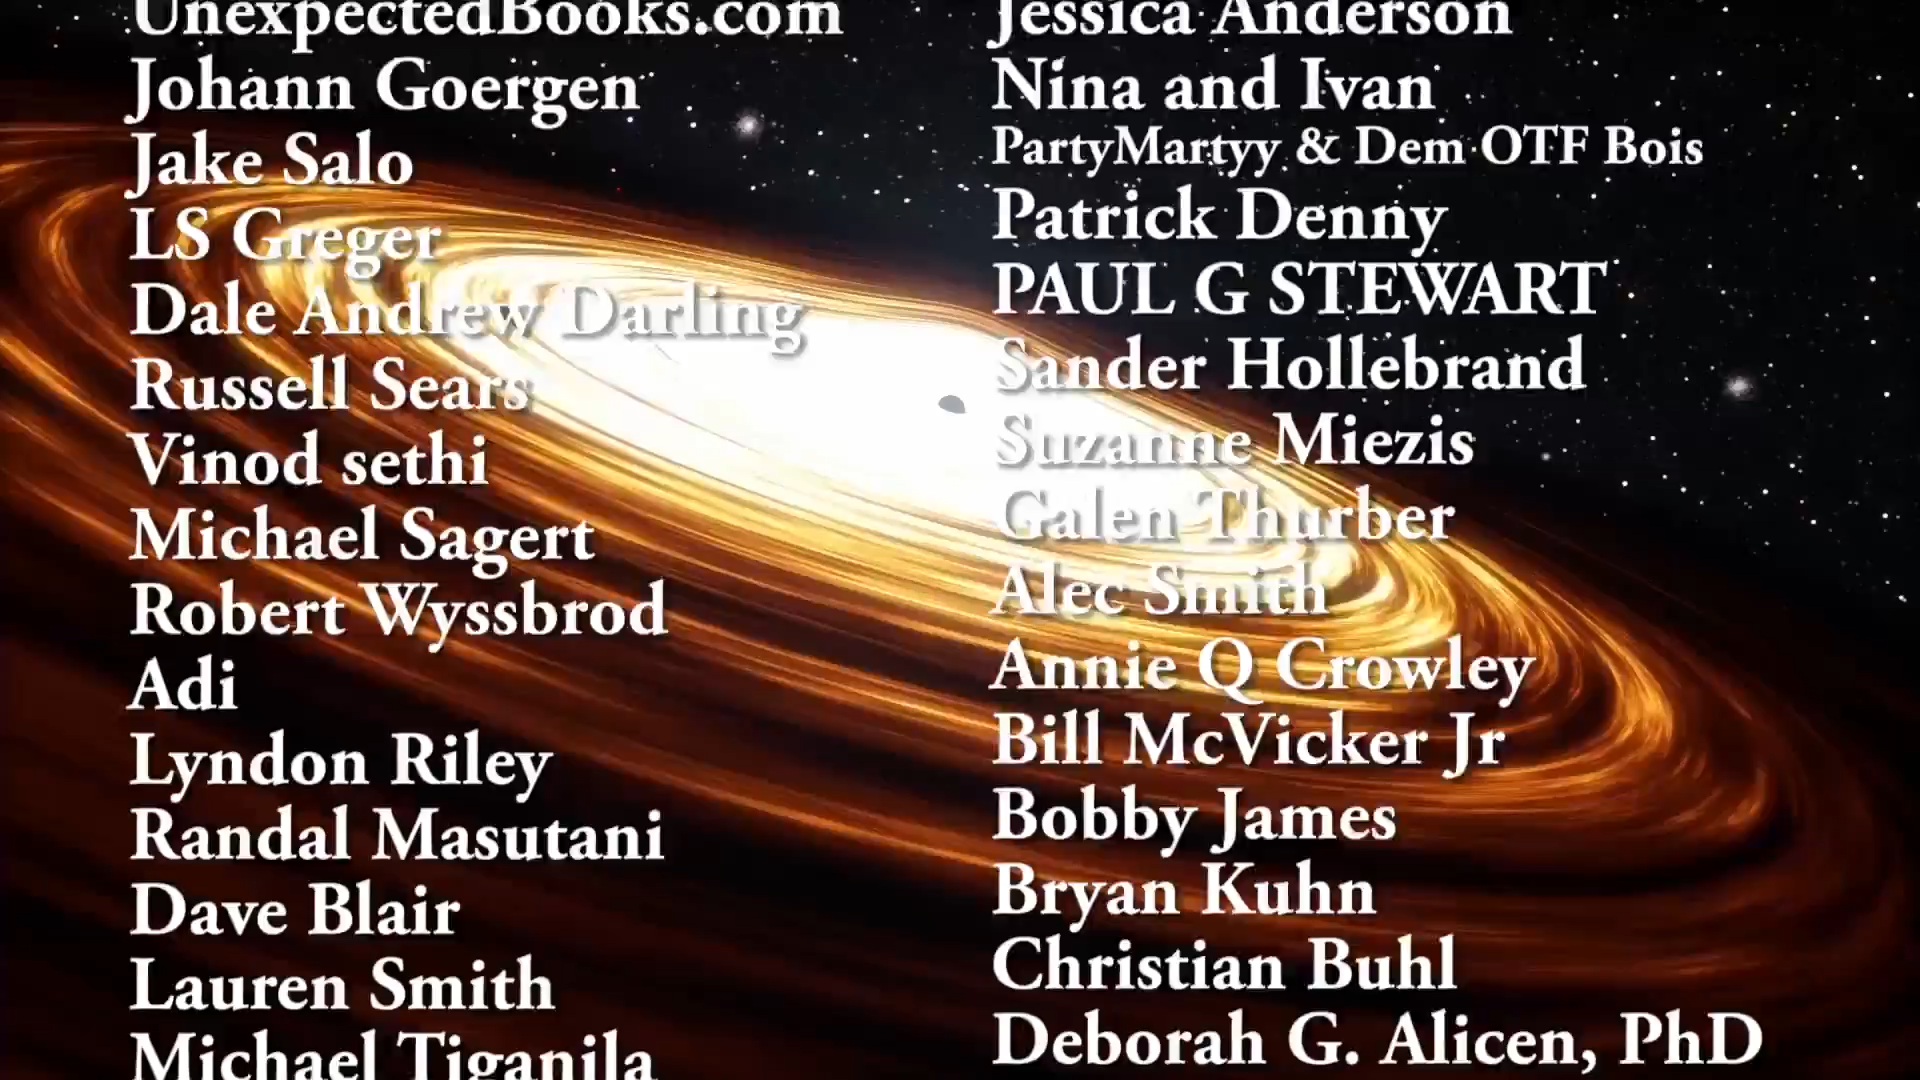 UnexpectedBooks.com
Johann Goergen
Jake Salo
LS Greger
Dale Andrew Darling
Russell Sears
Vinod sethi
Michael Sagert
Robert Wyssbrod
Adi
Lyndon Riley
Randal Masutani
Dave Blair
Lauren Smith
Michael Tiganila
Jessica Anderson
Nina and Ivan
PartyMartyy & Dem OTF Bois
Patrick Denny
PAUL G STEWART
Sander Hollebrand
Suzanne Miezis
Galen Thurber
Alec Smith
Annie Q Crowley
Bill McVicker Jr
Bobby James
Bryan Kuhn
Christian Buhl
Deborah G. Alicen, PhD